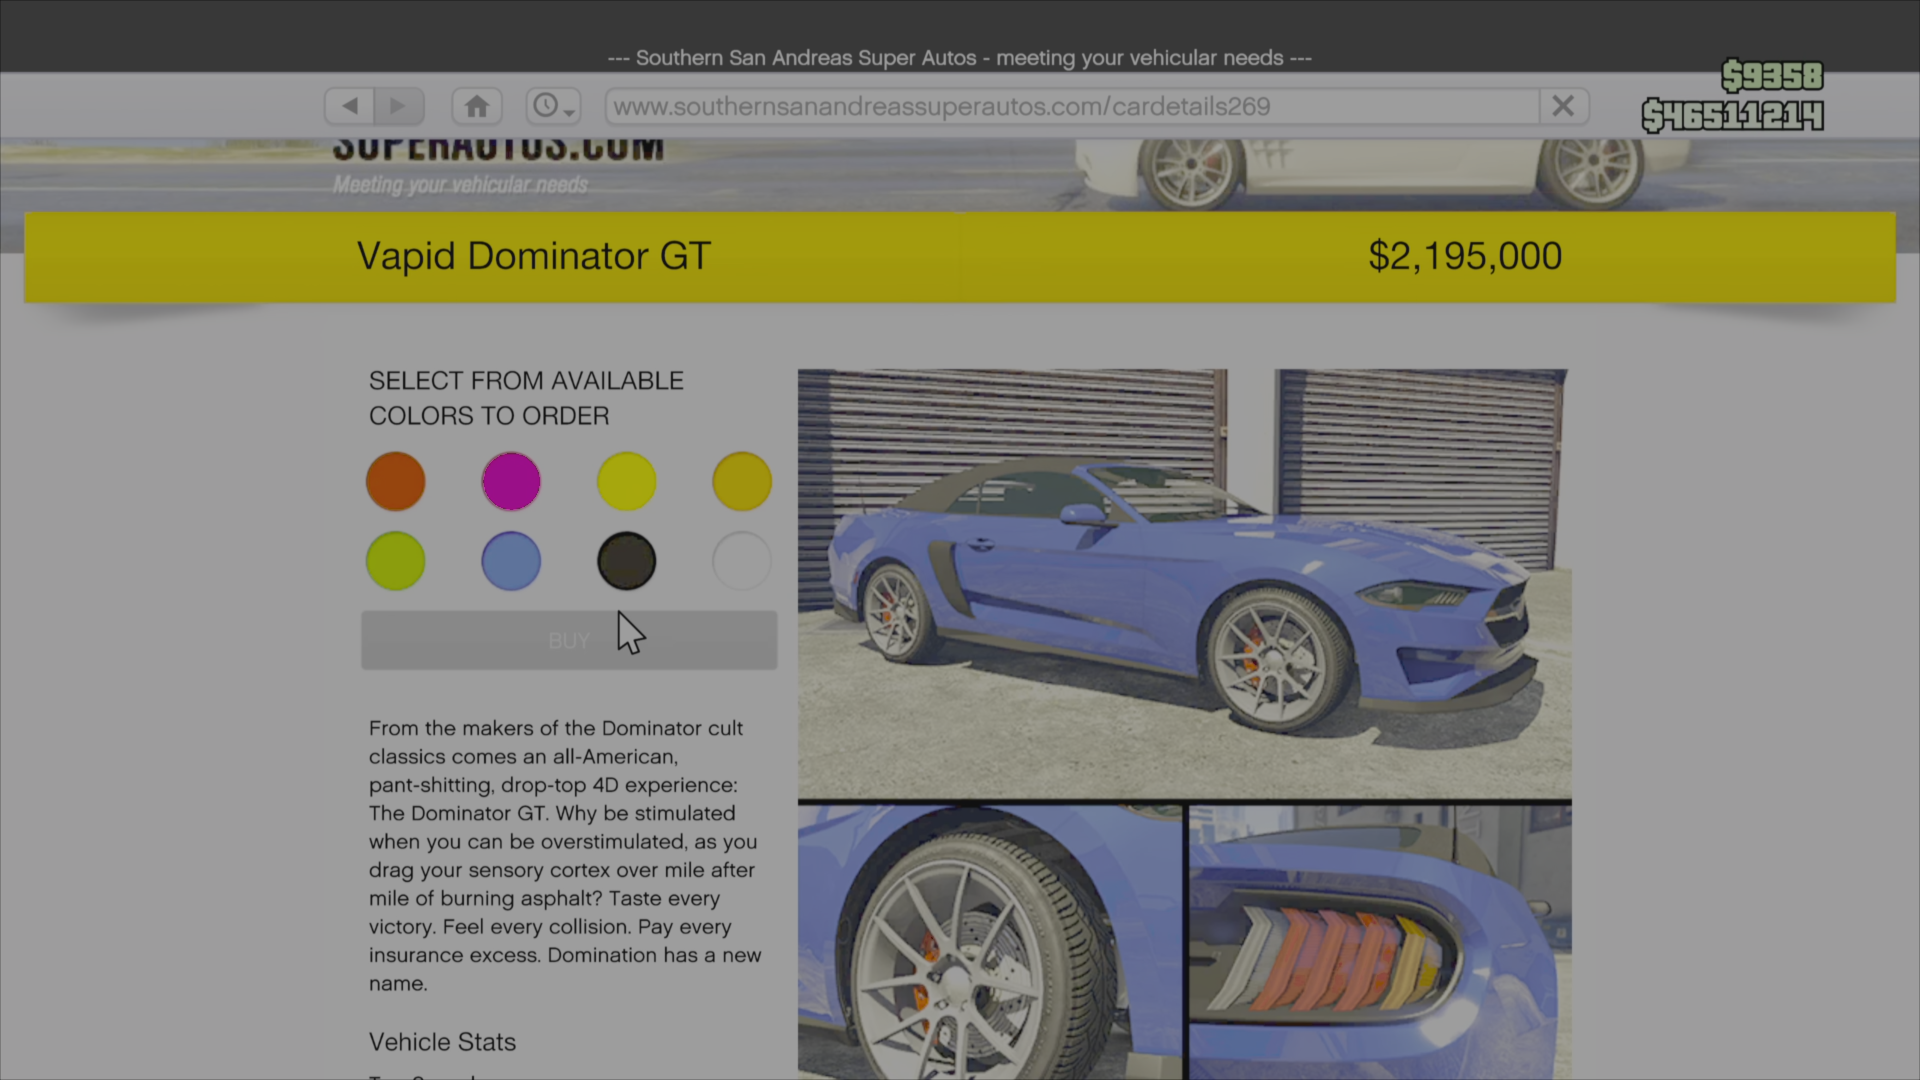 --- Southern San Andreas Super Autos - meeting your vehicular needs ---
$9358
www.southernsanandreassuperautos.com/cardetails269
$46511214
SUPERAUTOS.COM
Meeting your vehicular needs
Vapid Dominator GT
$2,195,000
SELECT FROM AVAILABLE
COLORS TO ORDER
BUY
From the makers of the Dominator cult
classics comes an all-American,
pant-shitting, drop-top 4D experience:
The Dominator GT. Why be stimulated
when you can be overstimulated, as you
drag your sensory cortex over mile after
mile of burning asphalt? Taste every
victory. Feel every collision. Pay every
insurance excess. Domination has a new
name.
Vehicle Stats